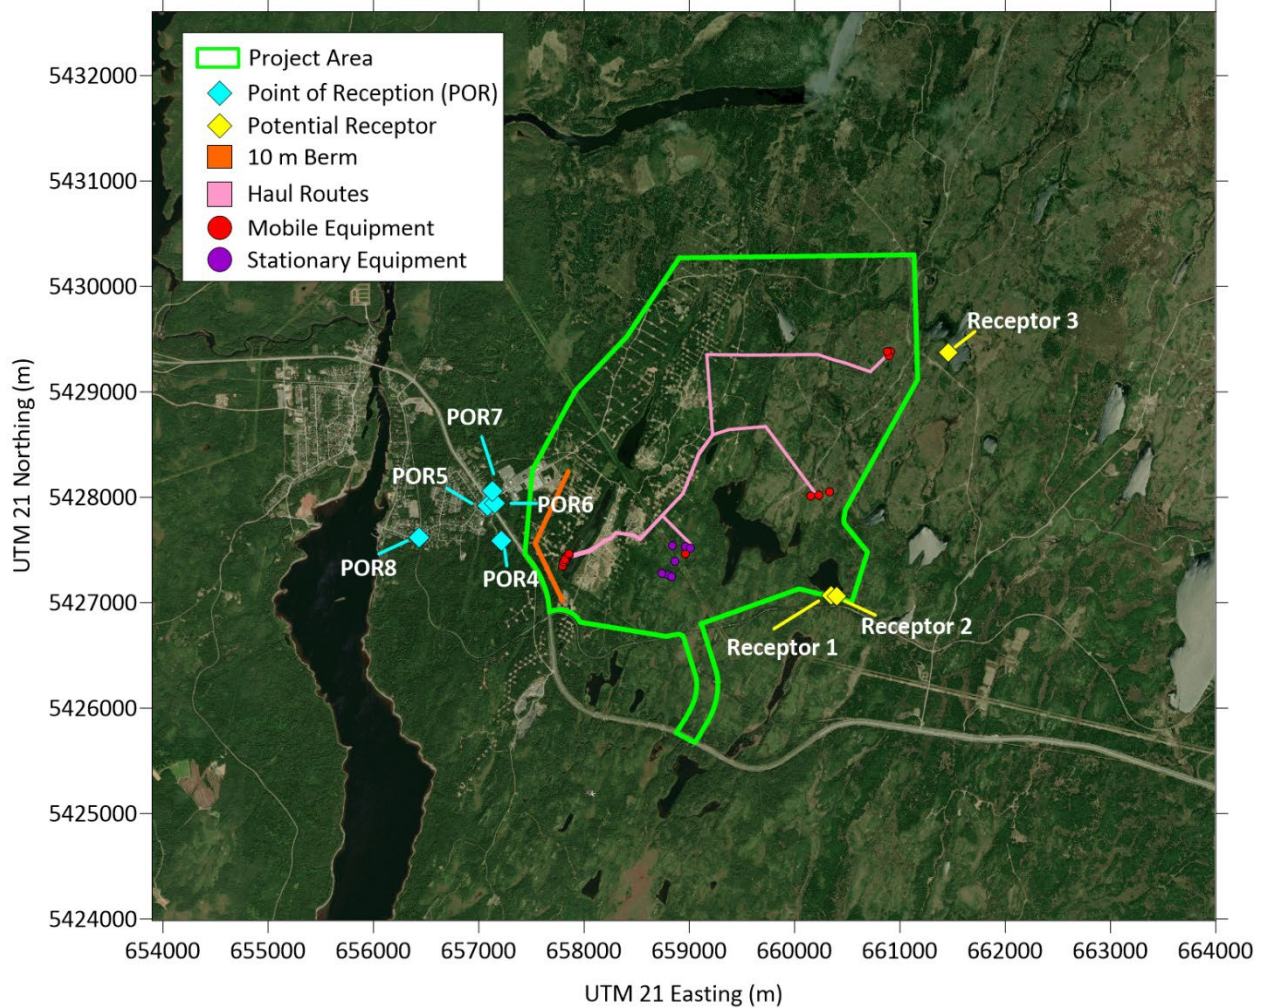 Project Area
Point of Reception (POR)
Potential Receptor
10 m Berm
Haul Routes
Mobile Equipment
Stationary Equipment
5432000
5431000
5430000
5429000
5428000
5427000
5426000
5425000
5424000
UTM 21 Northing (m)
Receptor 3
POR7
POR5
POR6
POR8
POR4
Receptor 2
Receptor 1
654000 655000 656000 657000 658000 659000 660000 661000 662000 663000 664000
UTM 21 Easting (m)